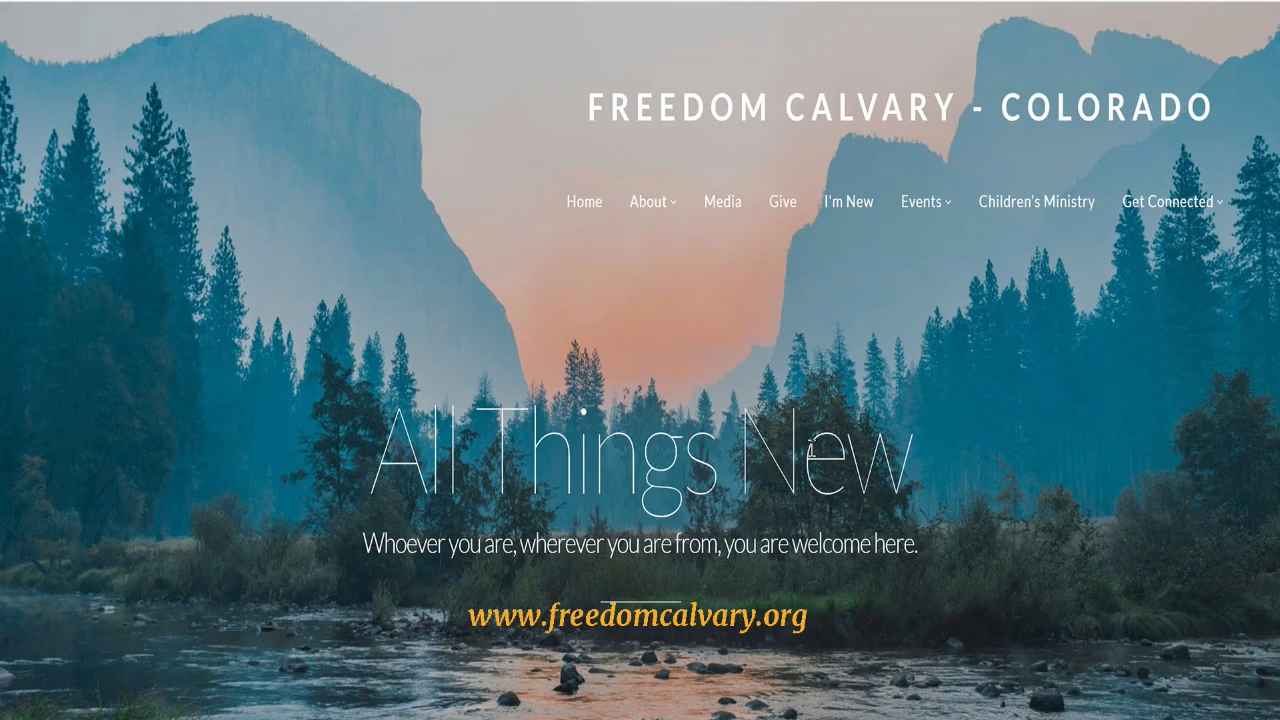 FREEDOM CALVARY - COLORADO
Home About Media Give I'm New Events Children's Ministry Get Connected
All Things New
Whoever you are, wherever you are from, you are welcome here.
www.freedomcalvary.org